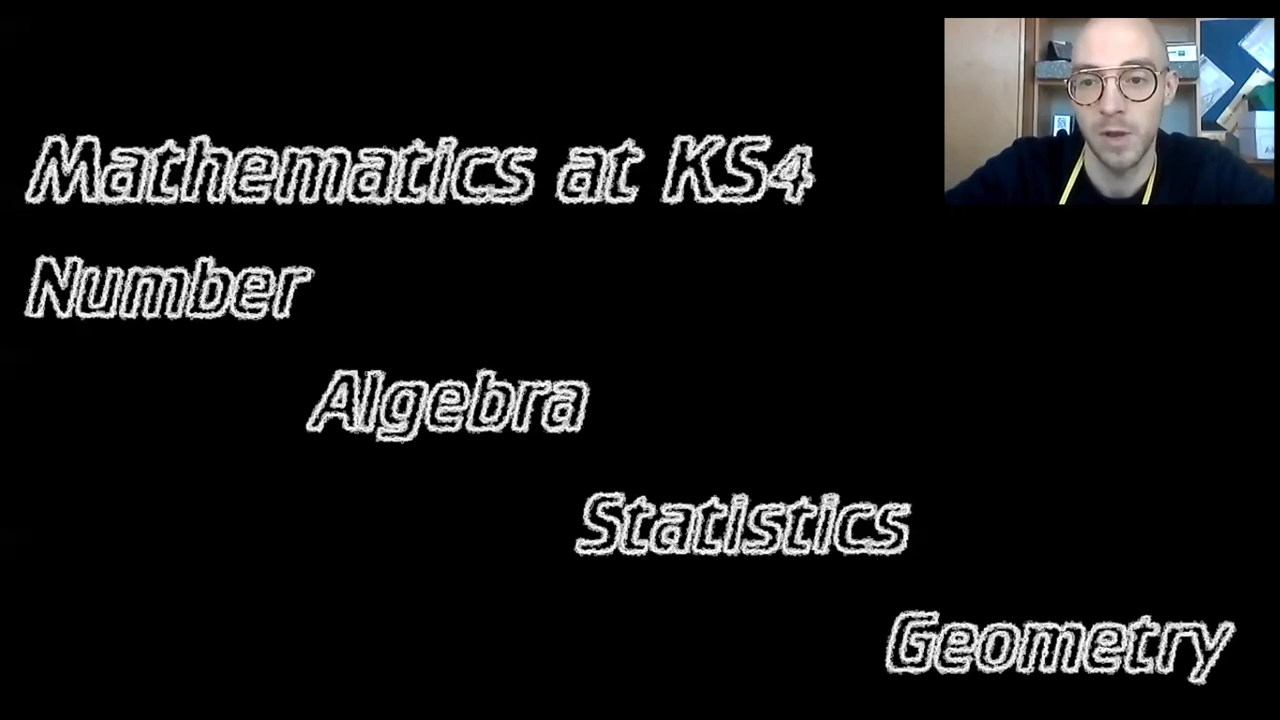 Mathematics at KS4
Number
Algebra
Statistics
Geometry